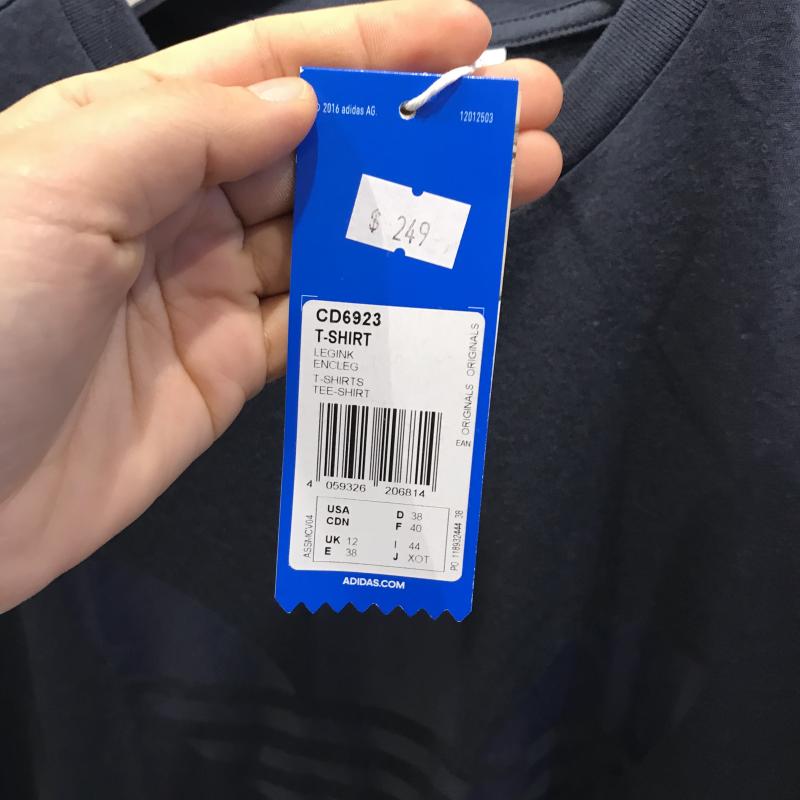 © 2016 adidas AG.
12012503
$ 249
CD6923
T-SHIRT
LEGINK
ENCLEG
T-SHIRTS
TEE-SHIRT
ORIGINALS ORIGINALS
EAN
4 059326 206814
ASSMCV04
USA
CDN
UK 12
E 38
D 38
F 40
I 44
J XOT
PO 118932444 38
ADIDAS.COM